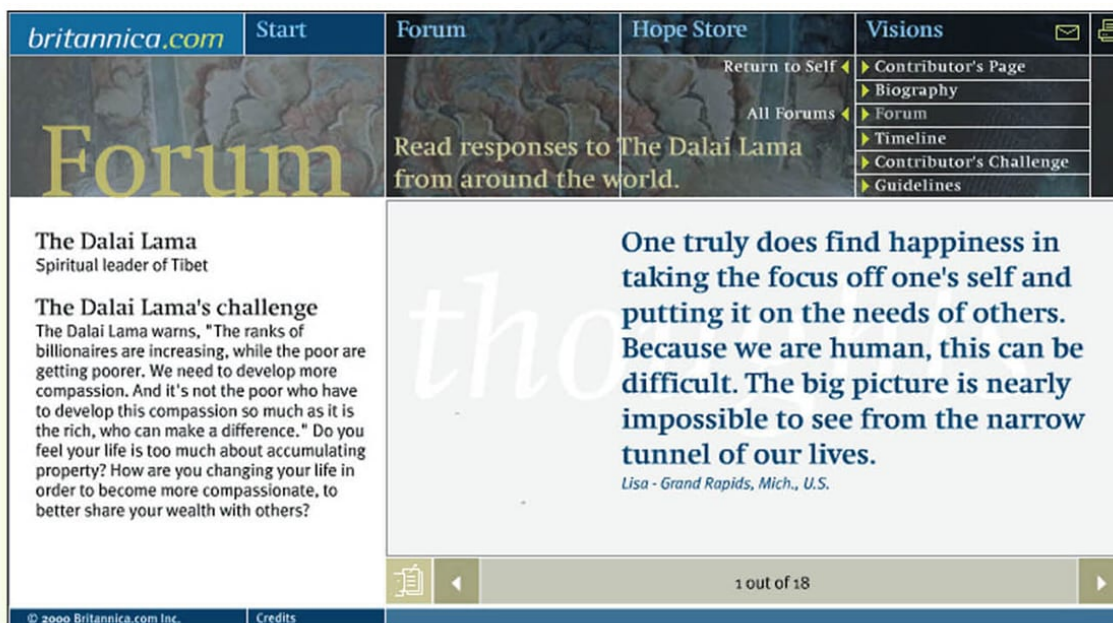 britannica.com
Start
Forum
Hope Store
Visions
Return to Self
Contributor's Page
Biography
All Forums
Forum
Timeline
Contributor's Challenge
Guidelines
Forum
Read responses to The Dalai Lama
from around the world.
The Dalai Lama
Spiritual leader of Tibet
The Dalai Lama's challenge
The Dalai Lama warns, "The ranks of
billionaires are increasing, while the poor are
getting poorer. We need to develop more
compassion. And it's not the poor who have
to develop this compassion so much as it is
the rich, who can make a difference." Do you
feel your life is too much about accumulating
property? How are you changing your life in
order to become more compassionate, to
better share your wealth with others?
thoughts
One truly does find happiness in
taking the focus off one's self and
putting it on the needs of others.
Because we are human, this can be
difficult. The big picture is nearly
impossible to see from the narrow
tunnel of our lives.
Lisa - Grand Rapids, Mich., U.S.
1 out of 18
© 2000 Britannica.com Inc.
Credits